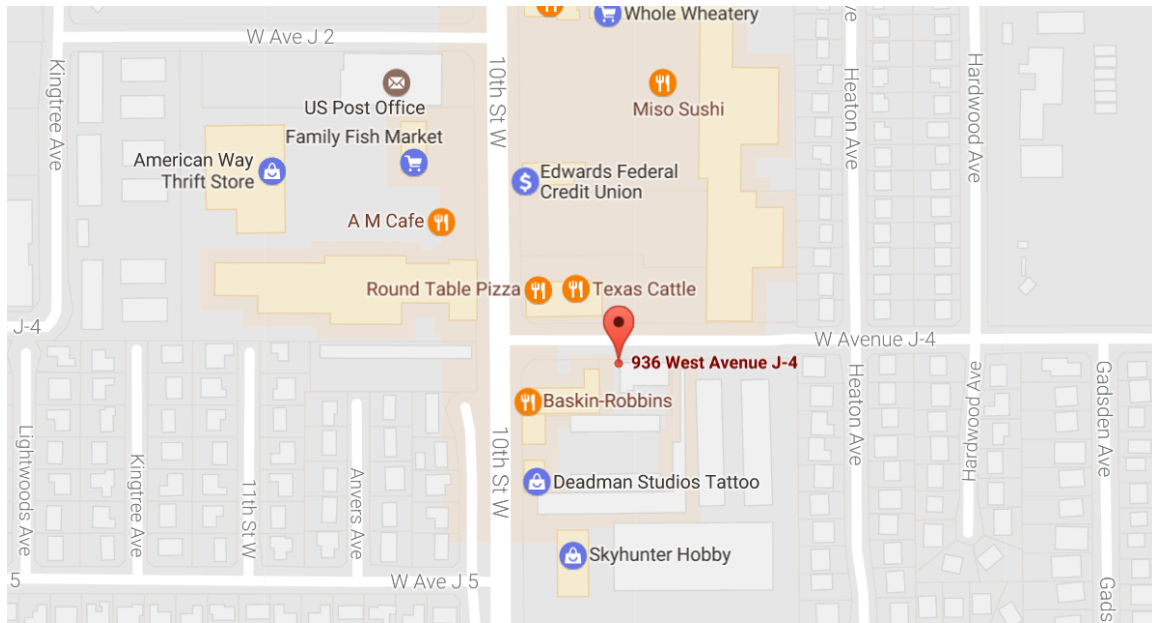 Whole Wheatery
W Ave J 2
Kingtree Ave
10th St W
Heaton Ave
Hardwood Ave
US Post Office
Miso Sushi
Family Fish Market
American Way
Thrift Store
Edwards Federal
Credit Union
A M Cafe
Round Table Pizza
Texas Cattle
J-4
W Avenue J-4
936 West Avenue J-4
Baskin-Robbins
Heaton Ave
Hardwood Ave
Gadsden Ave
Lightwoods Ave
Kingtree Ave
11th St W
Anvers Ave
10th St W
Deadman Studios Tattoo
Skyhunter Hobby
5
W Ave J 5
Gads
ve